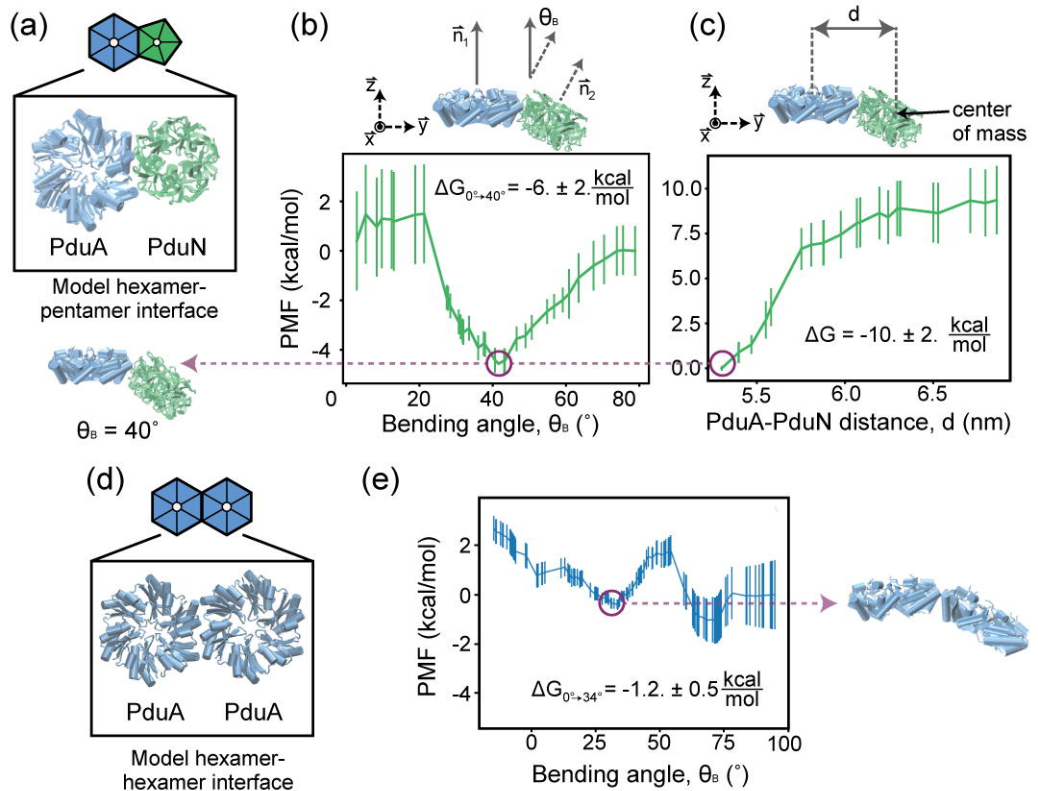 (a)
PduA PduN
Model hexamer-
pentamer interface
θB = 40°
(b)
n⃗1 θB
n⃗2
z⃗
x⃗ y⃗
ΔG0°→40° = -6. ± 2. kcal/mol
PMF (kcal/mol)
2
0
-2
-4
0 20 40 60 80
Bending angle, θB (°)
(c)
d
z⃗
x⃗ y⃗
center
of mass
10.0
7.5
5.0
2.5
0.0
ΔG = -10. ± 2. kcal/mol
5.5 6.0 6.5
PduA-PduN distance, d (nm)
(d)
PduA PduA
Model hexamer-
hexamer interface
(e)
PMF (kcal/mol)
2
0
-2
-4
ΔG0°→34° = -1.2. ± 0.5 kcal/mol
0 25 50 75 100
Bending angle, θB (°)